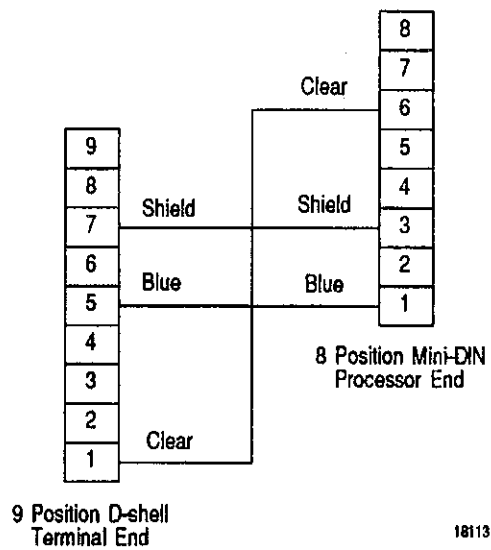 8
7
Clear
6
5
4
Shield
3
2
Blue
1
8 Position Mini-DIN
Processor End
9
8
Shield
7
6
Blue
5
4
3
2
Clear
1
9 Position D-shell
Terminal End
18113